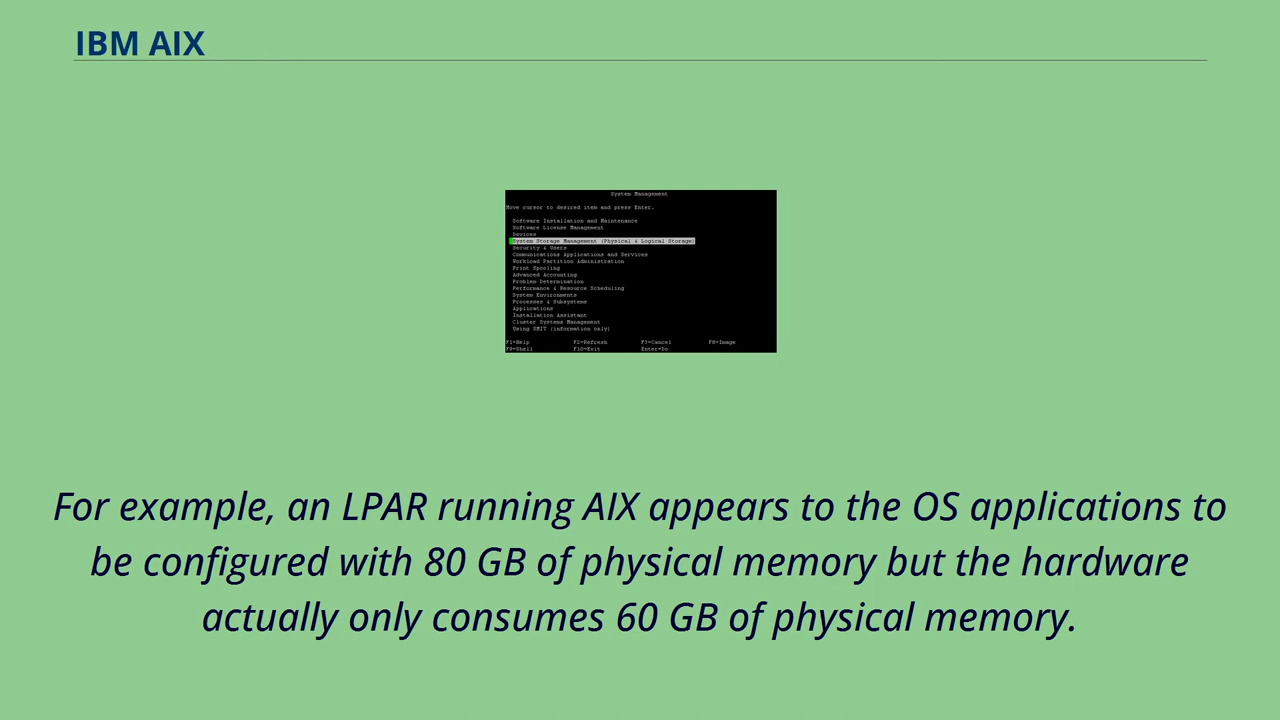 IBM AIX
System Management
Move cursor to desired item and press Enter.
Software Installation and Maintenance
Software License Management
Devices
System Storage Management (Physical & Logical Storage)
Security & Users
Communications Applications and Services
Workload Partition Administration
Print Spooling
Advanced Accounting
Problem Determination
Performance & Resource Scheduling
System Environments
Processes & Subsystems
Applications
Installation Assistant
Cluster Systems Management
Using SMIT (information only)
F1=Help F2=Refresh F3=Cancel F8=Image
F9=Shell F10=Exit Enter=Do
For example, an LPAR running AIX appears to the OS applications to
be configured with 80 GB of physical memory but the hardware
actually only consumes 60 GB of physical memory.